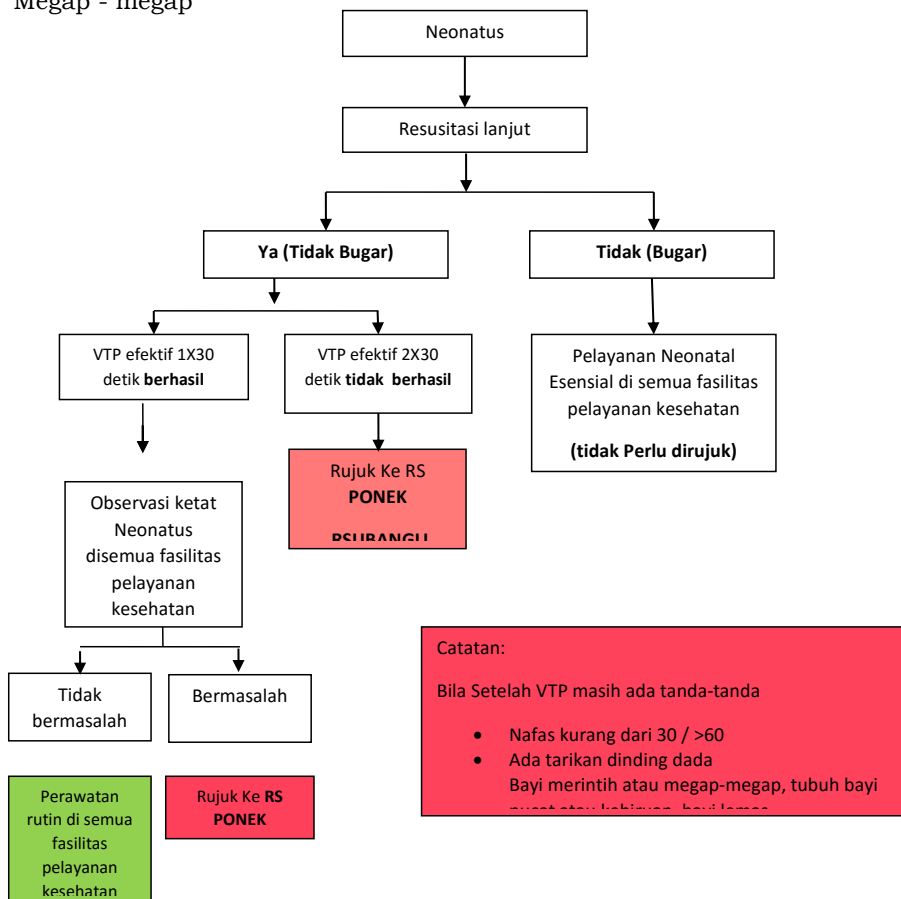 Megap - megap
Neonatus
Resusitasi lanjut
Ya (Tidak Bugar)
Tidak (Bugar)
VTP efektif 1X30
detik berhasil
VTP efektif 2X30
detik tidak berhasil
Pelayanan Neonatal
Esensial di semua fasilitas
pelayanan kesehatan
(tidak Perlu dirujuk)
Rujuk Ke RS
PONEK
Observasi ketat
Neonatus
disemua fasilitas
pelayanan
kesehatan
Tidak
bermasalah
Bermasalah
Perawatan
rutin di semua
fasilitas
pelayanan
kesehatan
Rujuk Ke RS
PONEK
Catatan:
Bila Setelah VTP masih ada tanda-tanda
• Nafas kurang dari 30 / >60
• Ada tarikan dinding dada
Bayi merintih atau megap-megap, tubuh bayi